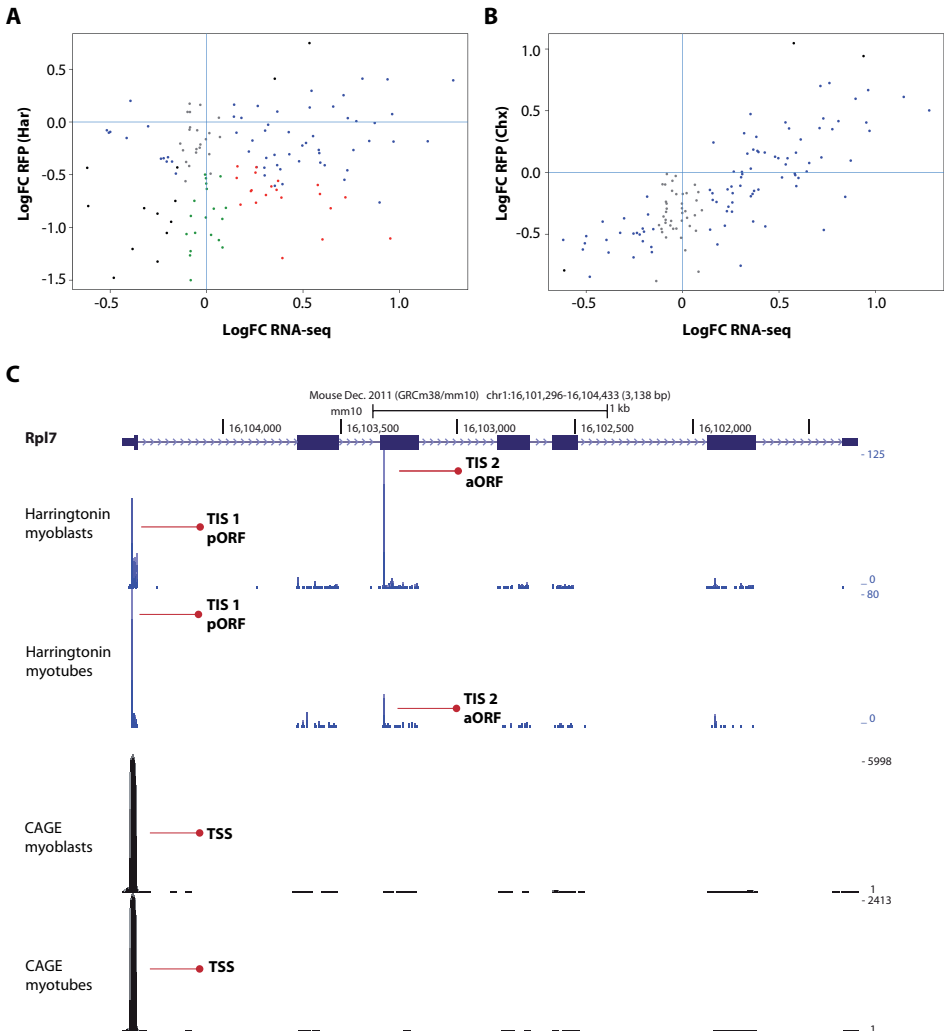 A
B
LogFC RFP (Har)
0.5
0.0
-0.5
-1.0
-1.5
-0.5
0
0.5
1.0
LogFC RNA-seq
LogFC RFP (Chx)
1.0
0.5
0.0
-0.5
-0.5
0
0.5
1.0
LogFC RNA-seq
C
Mouse Dec. 2011 (GRCm38/mm10) chr1:16,101,296-16,104,433 (3,138 bp)
mm10
1 kb
Rpl7
16,104,000
16,103,500
16,103,000
16,102,500
16,102,000
- 125
TIS 2
aORF
Harringtonin
myoblasts
TIS 1
pORF
_ 0
- 80
TIS 1
pORF
Harringtonin
myotubes
TIS 2
aORF
_ 0
- 5998
CAGE
myoblasts
TSS
1
- 2413
CAGE
myotubes
TSS
1